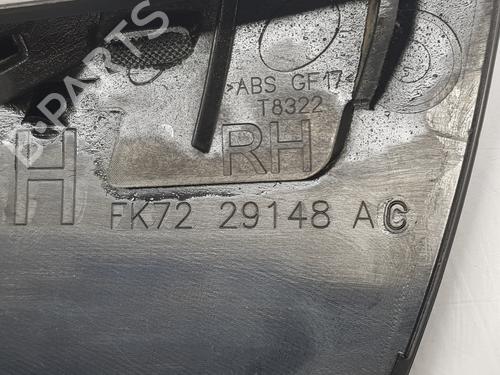 B-PARTS
>ABS GF17<
T8322
RH
H
FK72 29148 AC